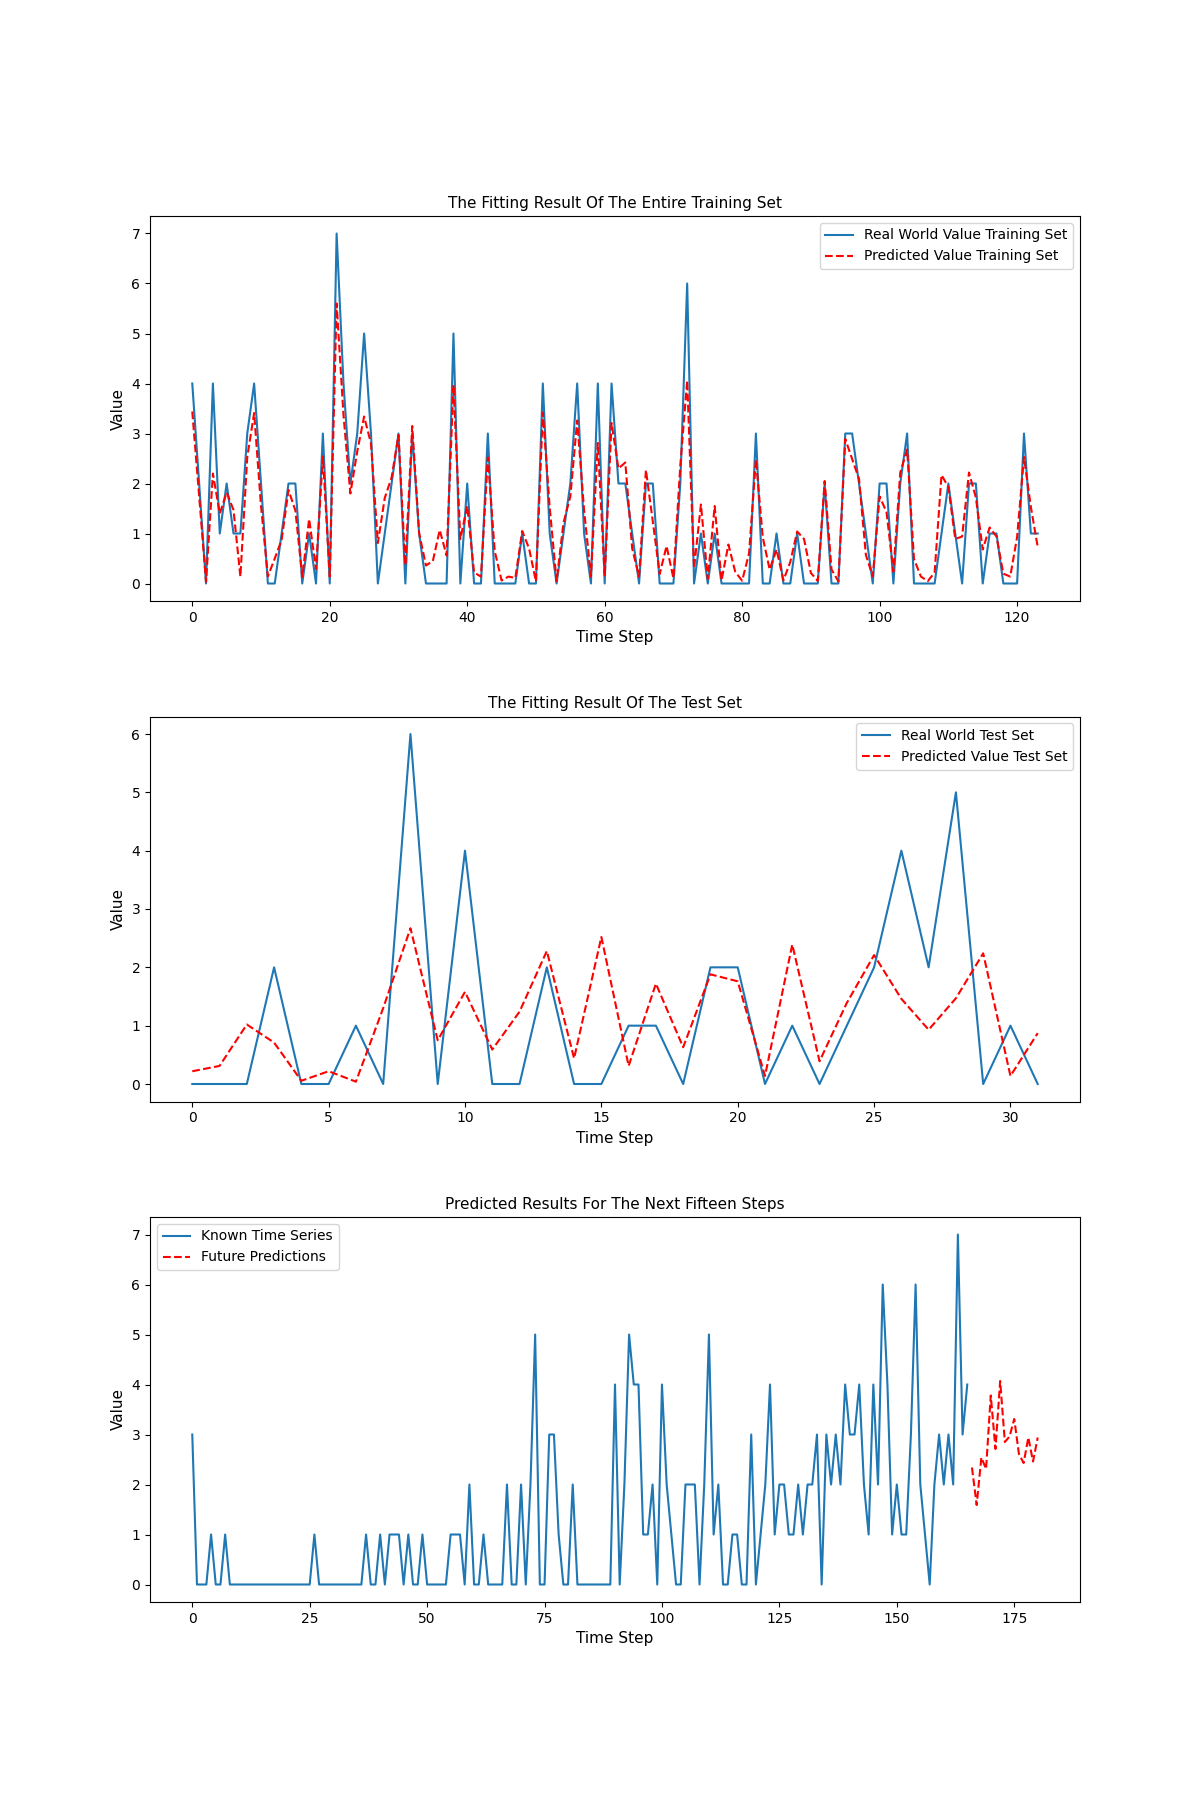 The Fitting Result Of The Entire Training Set
Real World Value Training Set
Predicted Value Training Set
Value
7
6
5
4
3
2
1
0
0 20 40 60 80 100 120
Time Step
The Fitting Result Of The Test Set
Real World Test Set
Predicted Value Test Set
Value
6
5
4
3
2
1
0
0 5 10 15 20 25 30
Time Step
Predicted Results For The Next Fifteen Steps
Known Time Series
Future Predictions
Value
7
6
5
4
3
2
1
0
0 25 50 75 100 125 150 175
Time Step